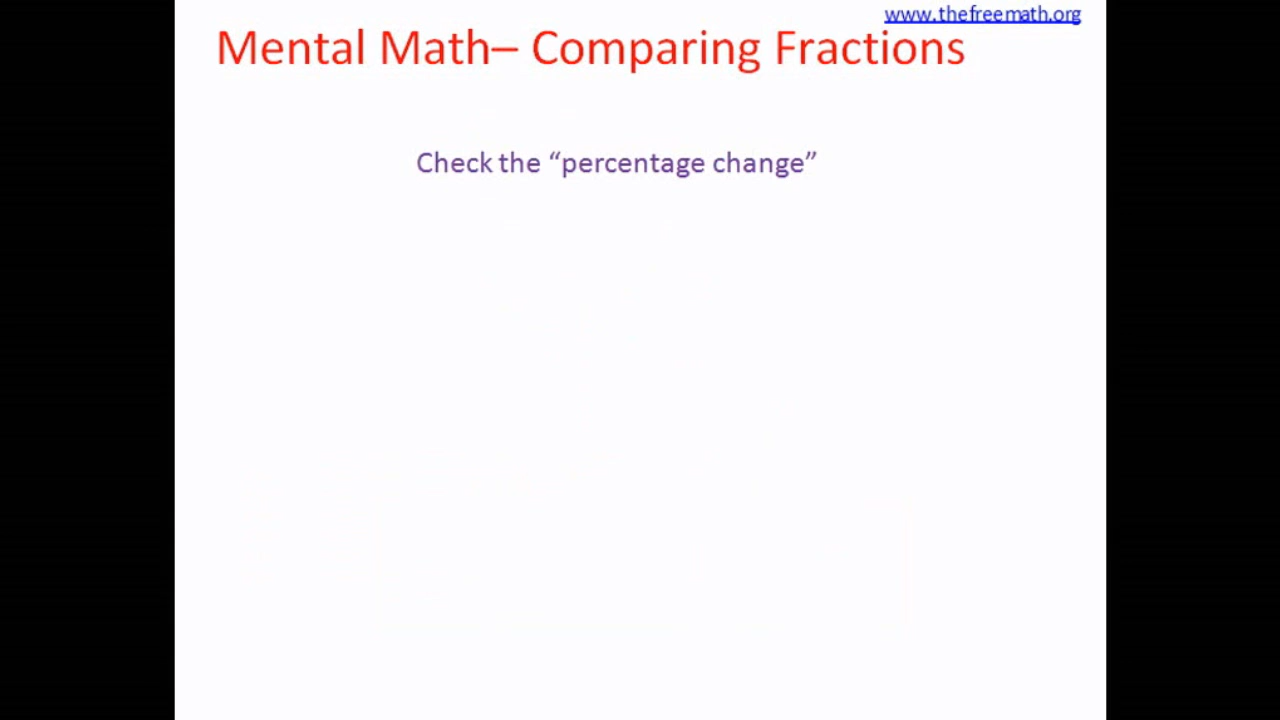 www.thefreemath.org
Mental Math– Comparing Fractions
Check the “percentage change”